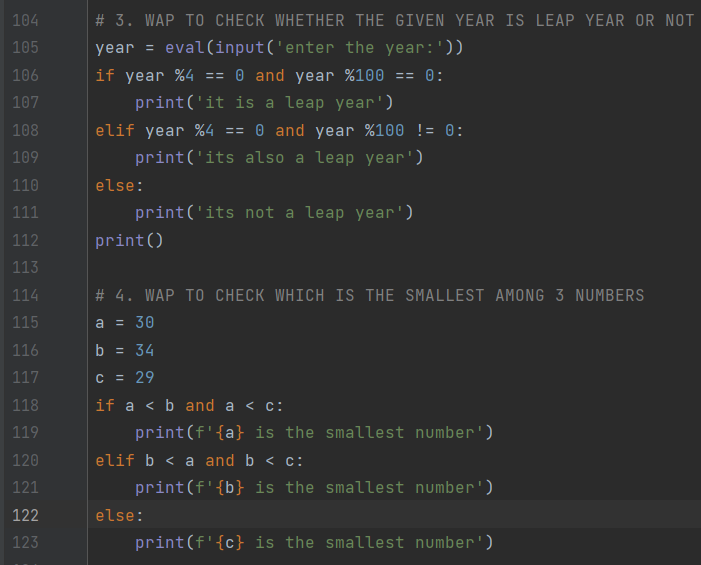 104 # 3. WAP TO CHECK WHETHER THE GIVEN YEAR IS LEAP YEAR OR NOT
105 year = eval(input('enter the year:'))
106 if year %4 == 0 and year %100 == 0:
107     print('it is a leap year')
108 elif year %4 == 0 and year %100 != 0:
109     print('its also a leap year')
110 else:
111     print('its not a leap year')
112 print()
113
114 # 4. WAP TO CHECK WHICH IS THE SMALLEST AMONG 3 NUMBERS
115 a = 30
116 b = 34
117 c = 29
118 if a < b and a < c:
119     print(f'{a} is the smallest number')
120 elif b < a and b < c:
121     print(f'{b} is the smallest number')
122 else:
123     print(f'{c} is the smallest number')